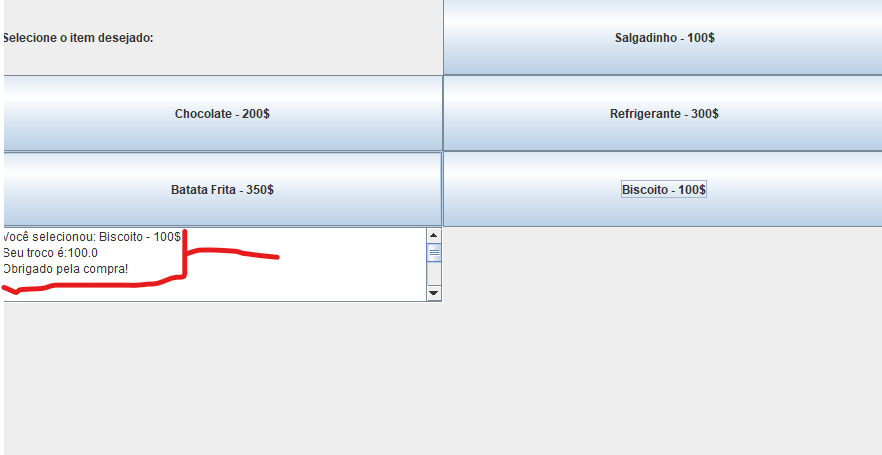 Selecione o item desejado:
Salgadinho - 100$
Chocolate - 200$
Refrigerante - 300$
Batata Frita - 350$
Biscoito - 100$
Você selecionou: Biscoito - 100$
Seu troco é:100.0
Obrigado pela compra!